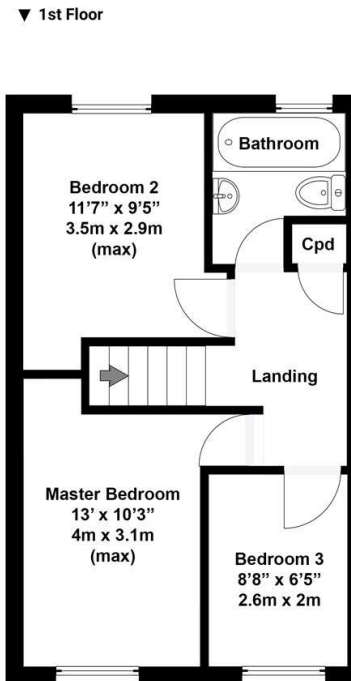 ▼ 1st Floor
Bathroom
Bedroom 2
11’7” x 9’5”
3.5m x 2.9m
(max)
Cpd
Landing
Master Bedroom
13’ x 10’3”
4m x 3.1m
(max)
Bedroom 3
8’8” x 6’5”
2.6m x 2m